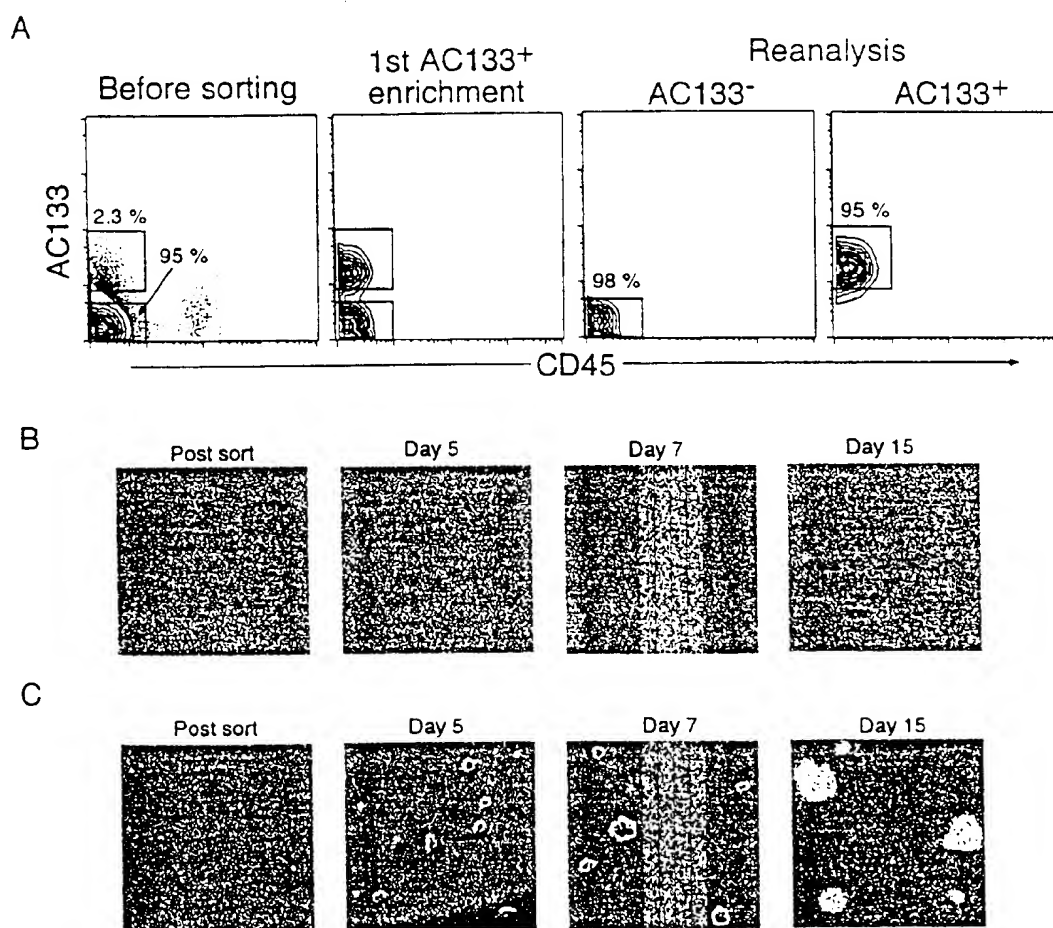 A
Before sorting
1st AC133+
enrichment
Reanalysis
AC133-
AC133+
AC133
2.3 %
95 %
98 %
95 %
CD45
B
Post sort
Day 5
Day 7
Day 15
C
Post sort
Day 5
Day 7
Day 15